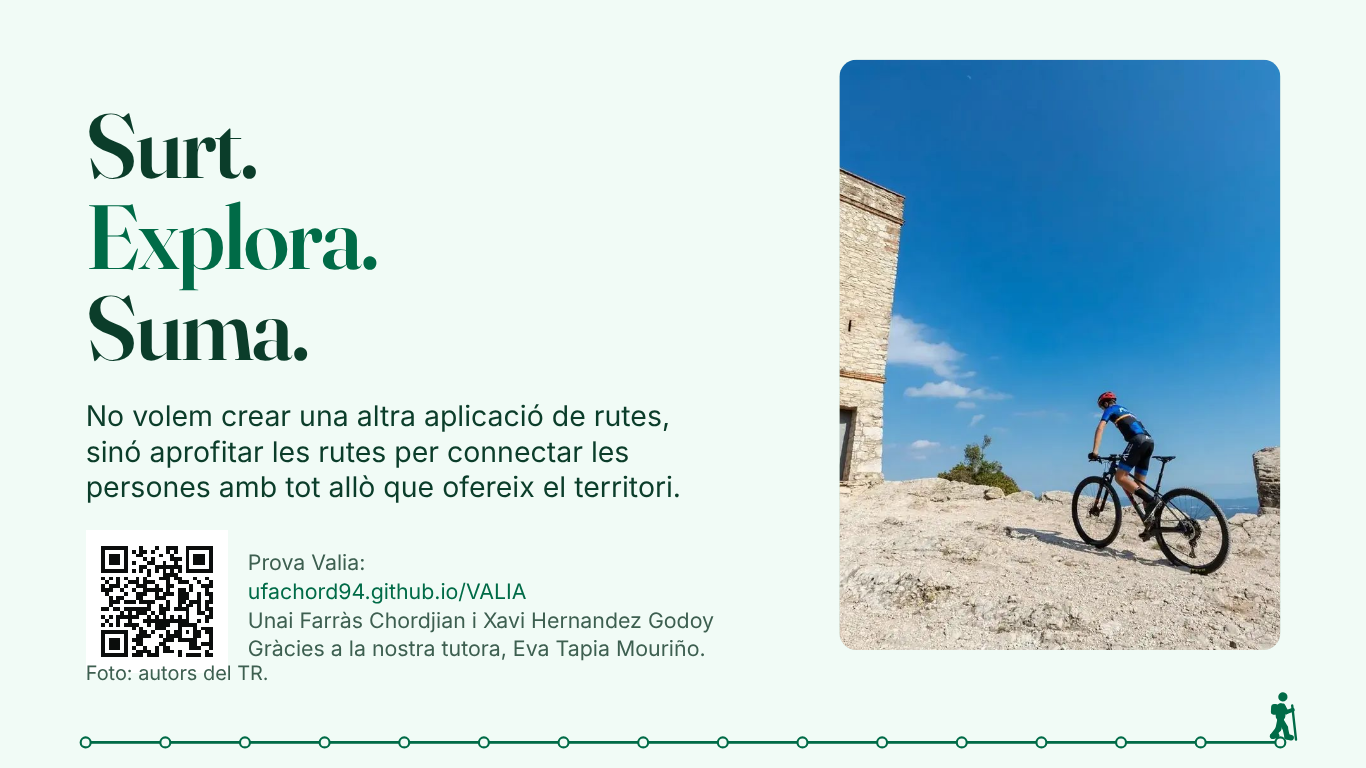 Surt.
Explora.
Suma.
No volem crear una altra aplicació de rutes,
sinó aprofitar les rutes per connectar les
persones amb tot allò que ofereix el territori.
Prova Valia:
ufachord94.github.io/VALIA
Unai Farràs Chordjian i Xavi Hernandez Godoy
Gràcies a la nostra tutora, Eva Tapia Mouriño.
Foto: autors del TR.